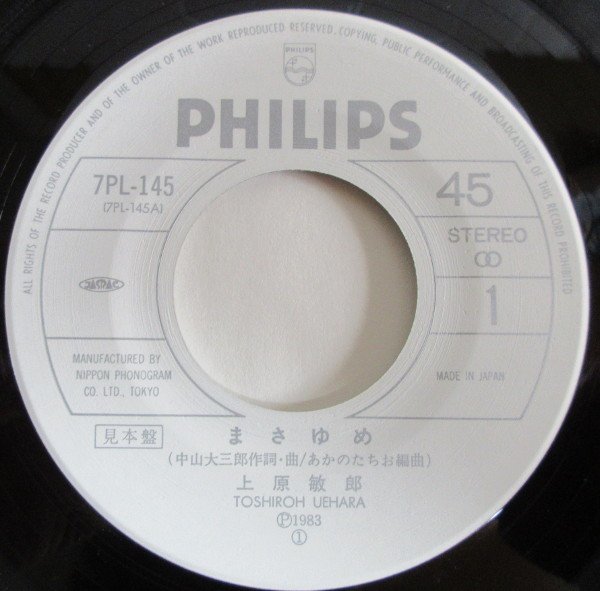 ALL RIGHTS OF THE RECORD PRODUCER AND OF THE OWNER OF THE WORK REPRODUCED RESERVED. COPYING, PUBLIC PERFORMANCE AND BROADCASTING OF THIS RECORD PROHIBITED
PHILIPS
PHILIPS
7PL-145
(7PL-145A)
45
STEREO
1
JASRAC
MANUFACTURED BY
NIPPON PHONOGRAM
CO. LTD., TOKYO
MADE IN JAPAN
見本盤
まさゆめ
(中山大三郎作詞・曲/あかのたちお編曲)
上原敏郎
TOSHIROH UEHARA
Ⓟ1983
①